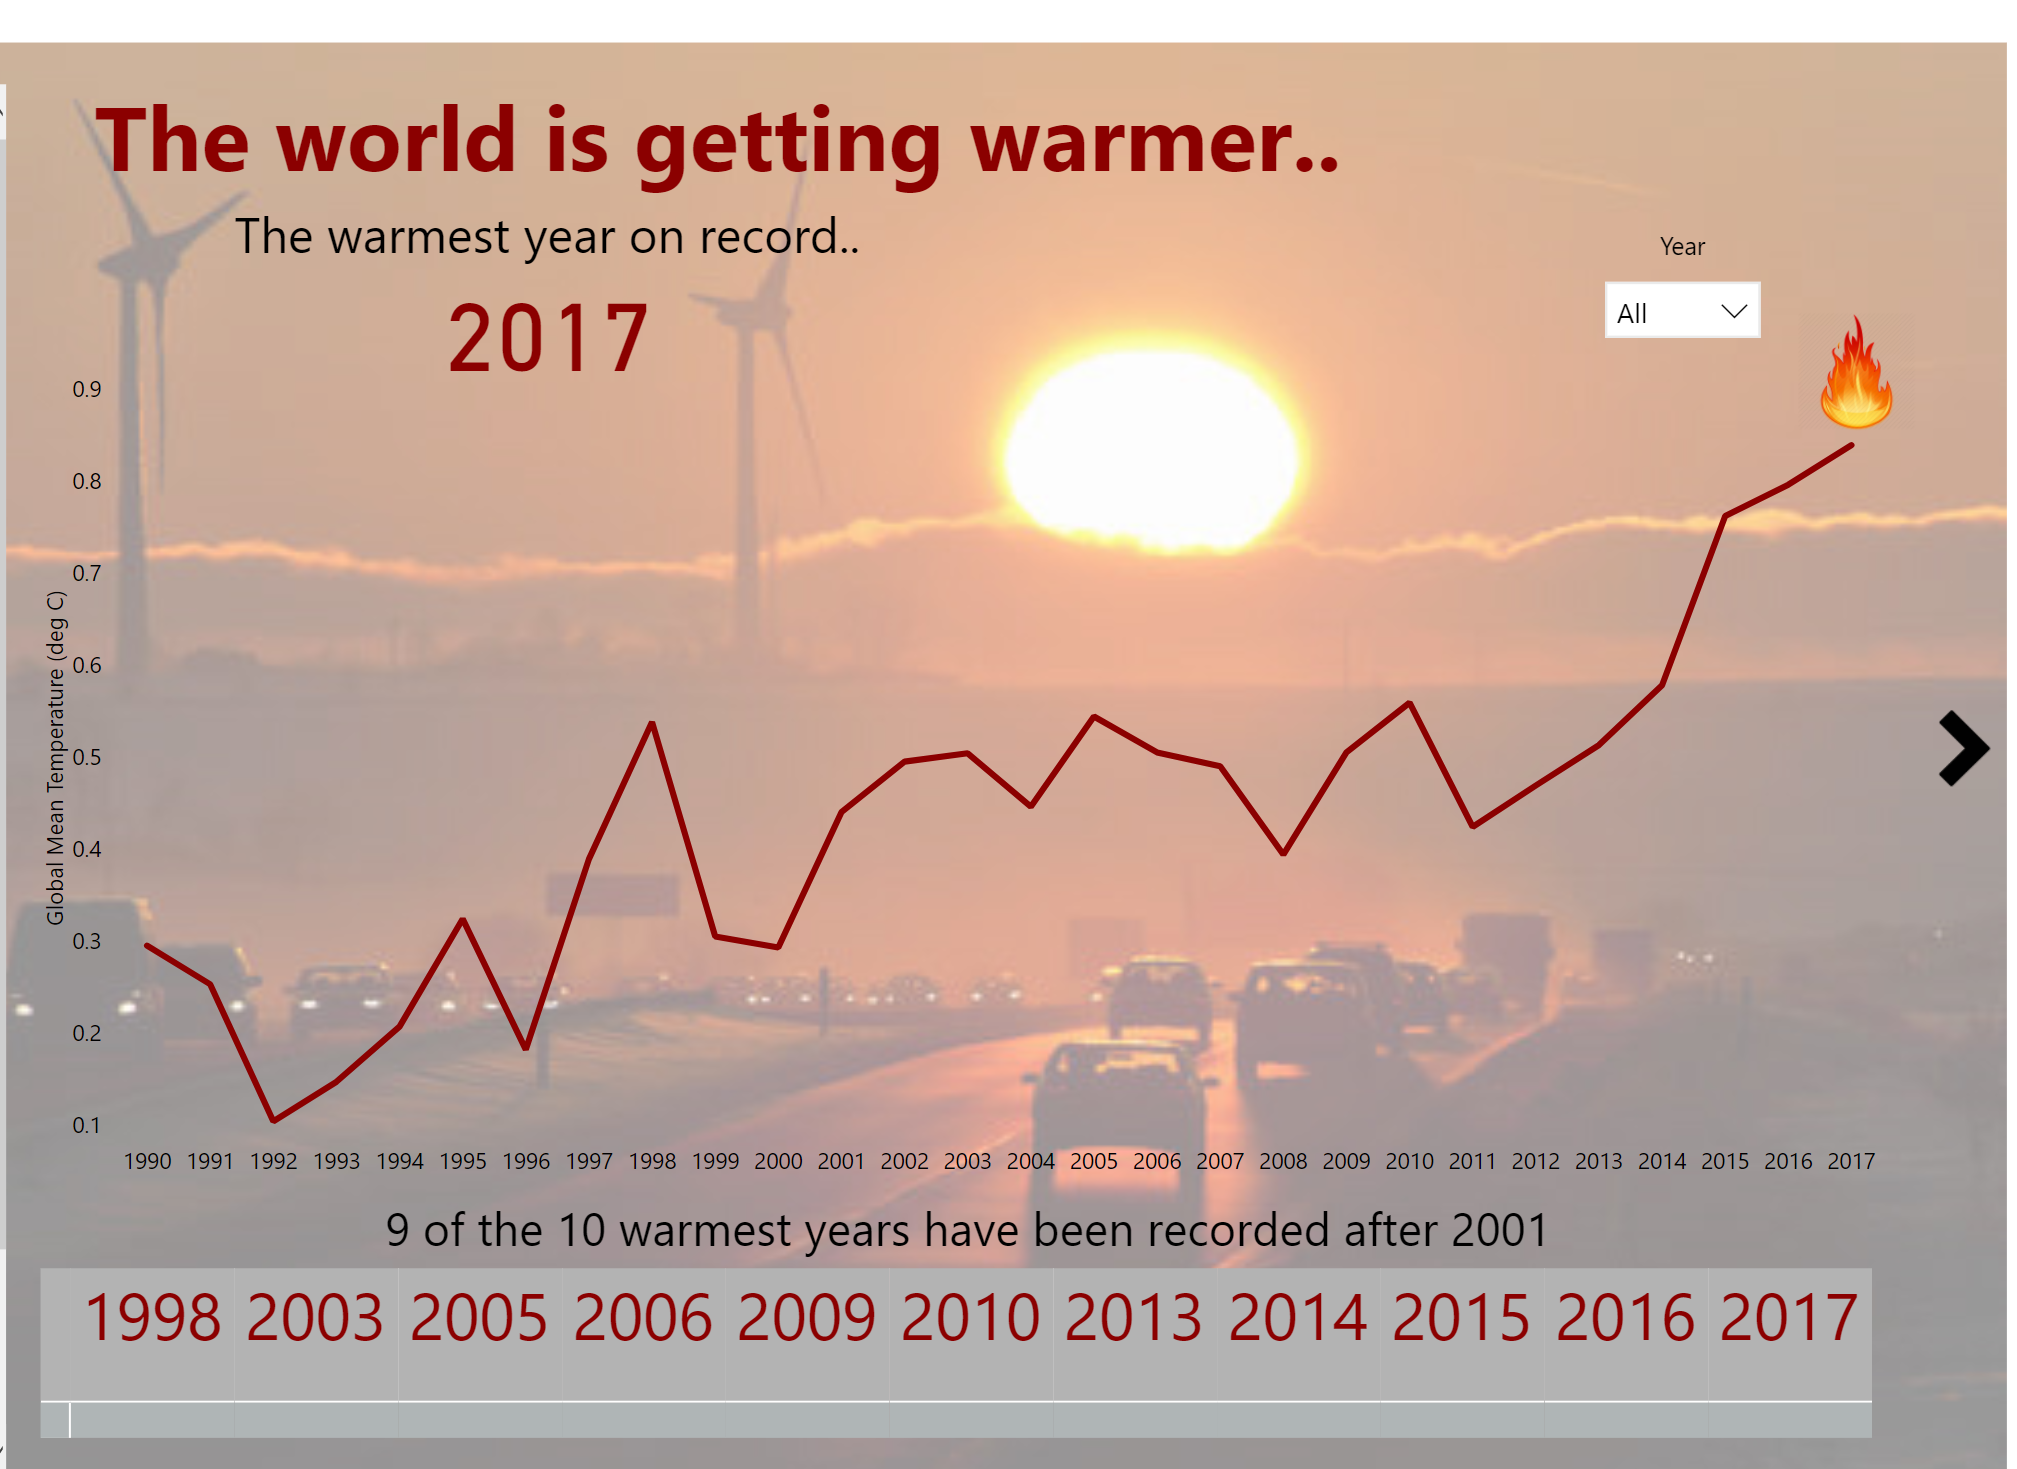 The world is getting warmer..
The warmest year on record..
2017
Year
All
0.9
0.8
0.7
0.6
0.5
0.4
0.3
0.2
0.1
Global Mean Temperature (deg C)
1990 1991 1992 1993 1994 1995 1996 1997 1998 1999 2000 2001 2002 2003 2004 2005 2006 2007 2008 2009 2010 2011 2012 2013 2014 2015 2016 2017
9 of the 10 warmest years have been recorded after 2001
1998 2003 2005 2006 2009 2010 2013 2014 2015 2016 2017